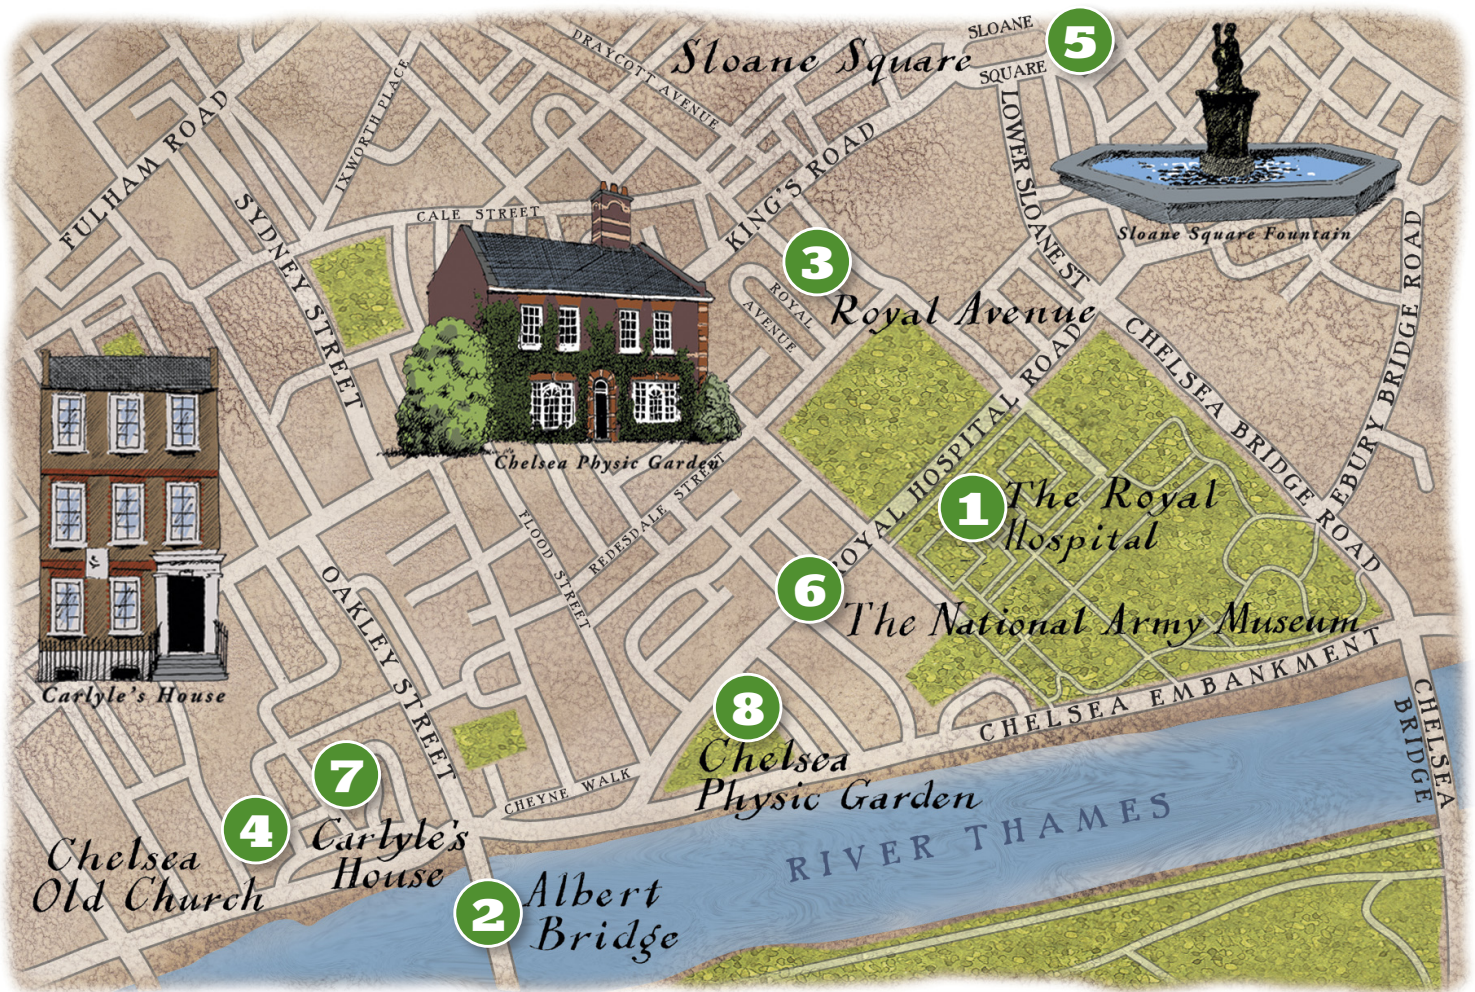 SLOANE
SQUARE
5
Sloane Square
DRAYCOTT AVENUE
IXWORTH PLACE
FULHAM ROAD
SYDNEY STREET
CALE STREET
KING'S ROAD
LOWER SLOANE ST
Sloane Square Fountain
3
ROYAL
AVENUE
Royal Avenue
CHELSEA BRIDGE ROAD
EBURY BRIDGE ROAD
ROYAL HOSPITAL ROAD
Chelsea Physic Garden
1
The Royal
Hospital
FLOOD STREET
REDESDALE STREET
6
The National Army Museum
OAKLEY STREET
Carlyle's House
8
Chelsea
Physic Garden
CHELSEA EMBANKMENT
CHELSEA
BRIDGE
7
Carlyle's
House
CHEYNE WALK
4
Chelsea
Old Church
RIVER THAMES
2
Albert
Bridge